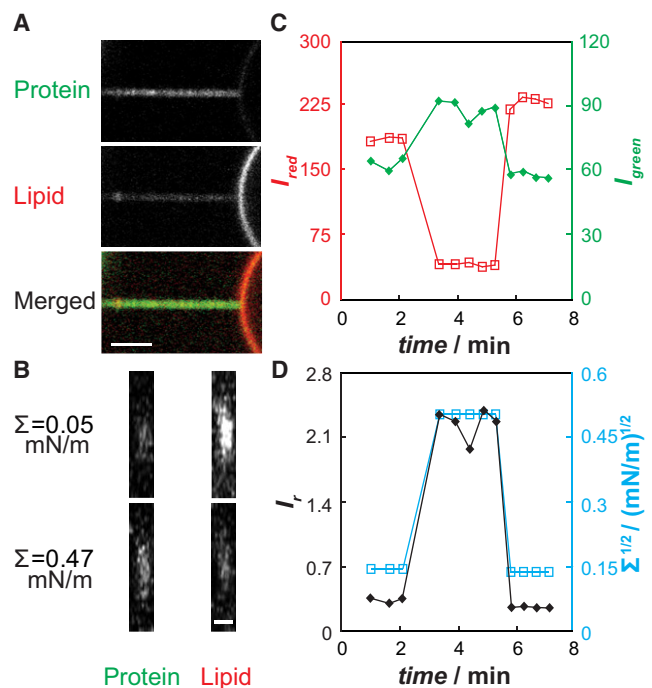 A
Protein
Lipid
Merged
B
Σ=0.05
mN/m
Σ=0.47
mN/m
Protein Lipid
C
300
225
150
75
0
I_red
120
90
60
30
0
I_green
0 2 4 6 8
time / min
D
2.8
2.1
1.4
0.7
0
I_r
0.6
0.45
0.3
0.15
0
Σ^1/2 / (mN/m)^1/2
0 2 4 6 8
time / min